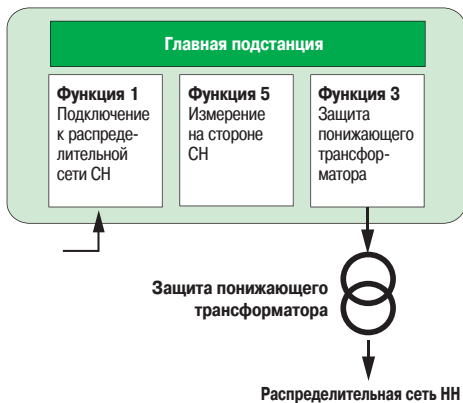 Главная подстанция
Функция 1
Подключение
к распреде-
лительной
сети СН
Функция 5
Измерение
на стороне
СН
Функция 3
Защита
понижающего
трансфор-
матора
Защита понижающего
трансформатора
Распределительная сеть НН